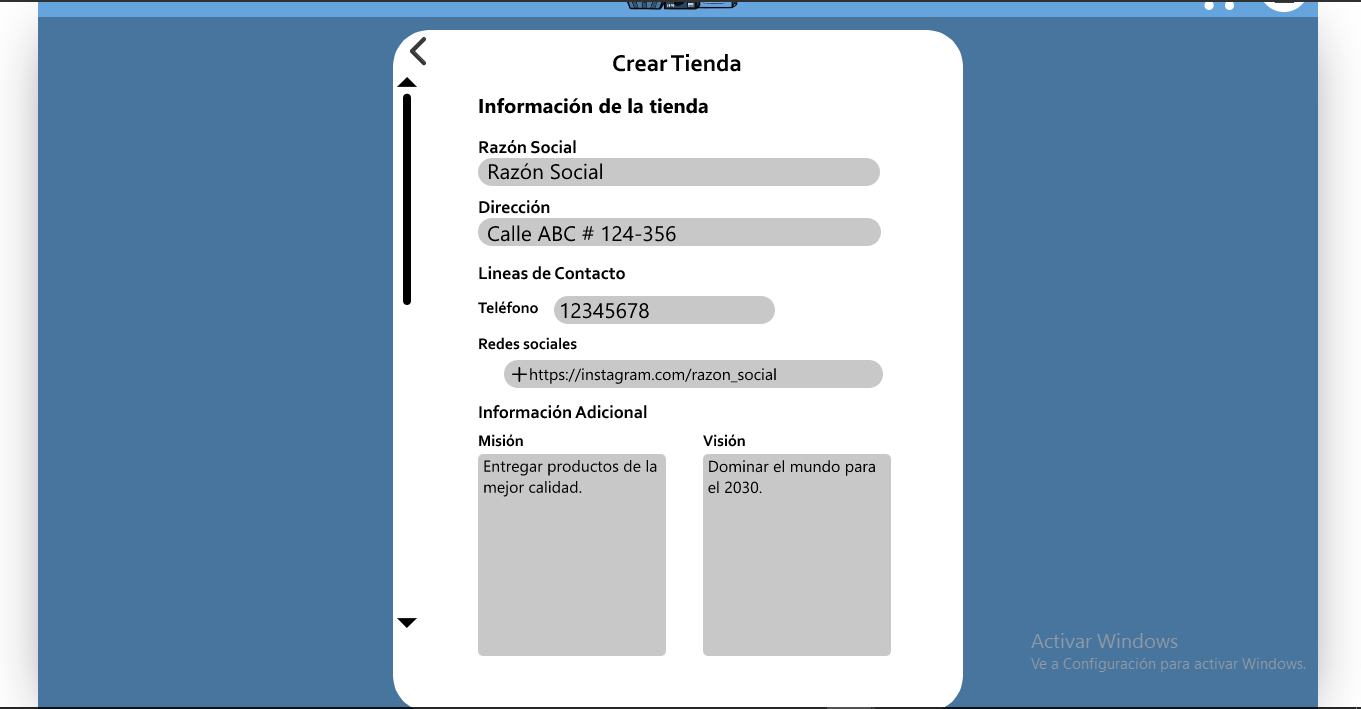 Crear Tienda
Información de la tienda
Razón Social
Razón Social
Dirección
Calle ABC # 124-356
Lineas de Contacto
Teléfono 12345678
Redes sociales
+https://instagram.com/razon_social
Información Adicional
Misión
Entregar productos de la
mejor calidad.
Visión
Dominar el mundo para
el 2030.
Activar Windows
Ve a Configuración para activar Windows.